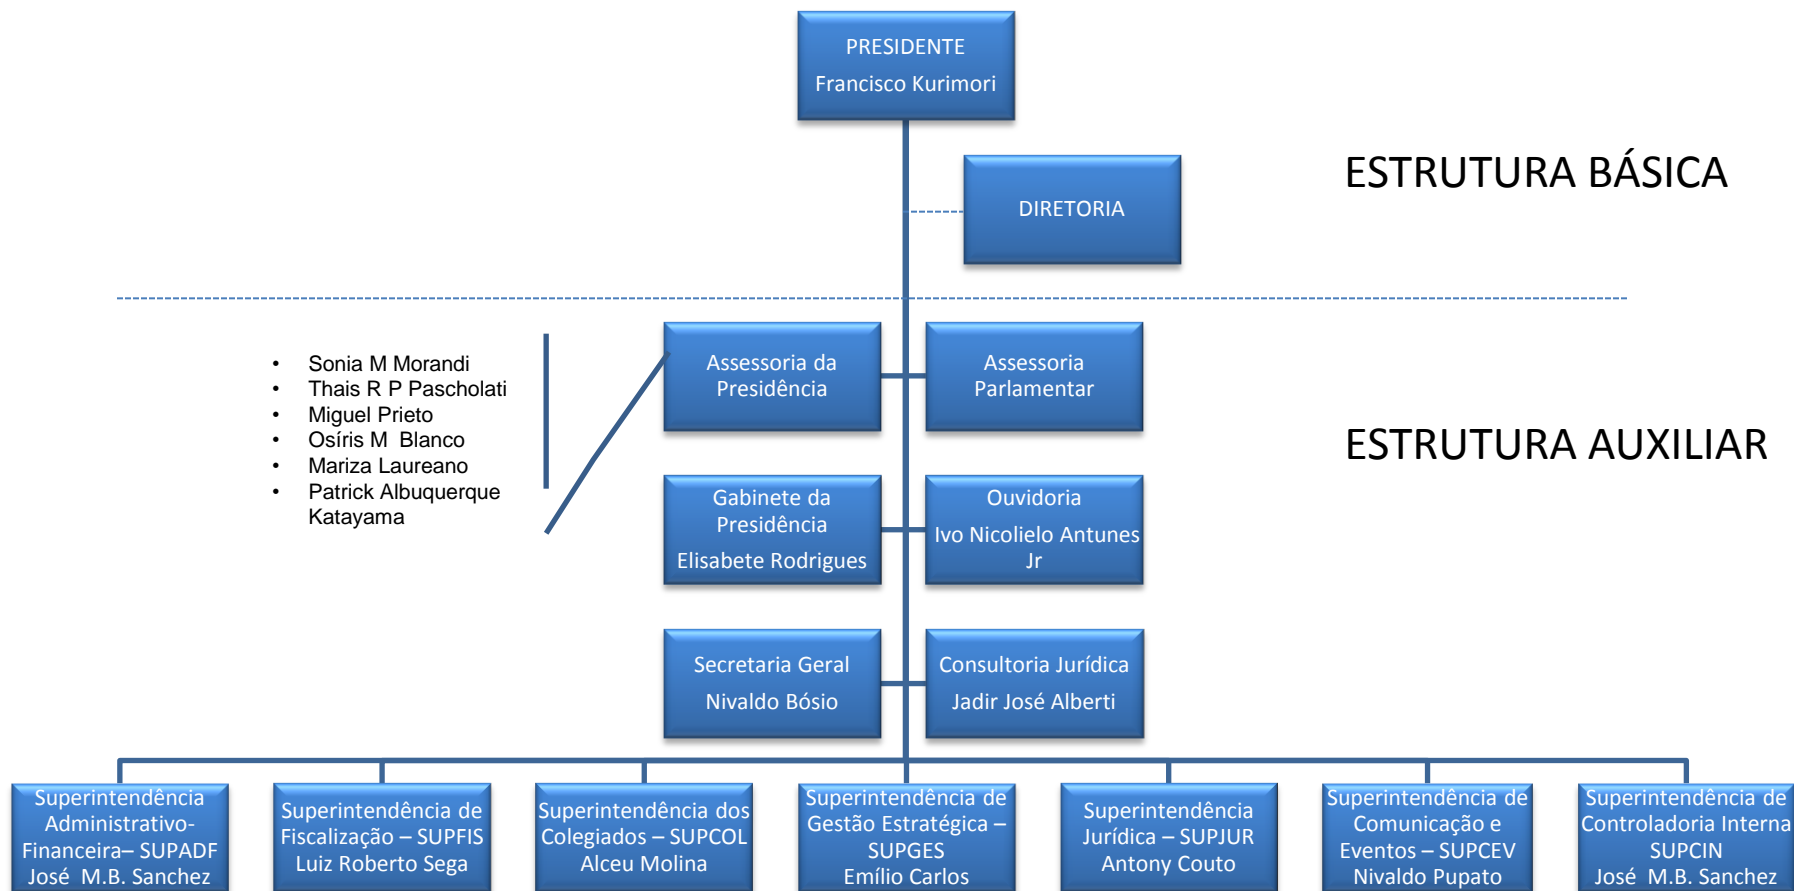 PRESIDENTE
Francisco Kurimori
DIRETORIA
ESTRUTURA BÁSICA
• Sonia M Morandi
• Thais R P Pascholati
• Miguel Prieto
• Osíris M  Blanco
• Mariza Laureano
• Patrick Albuquerque
Katayama
Assessoria da
Presidência
Assessoria
Parlamentar
ESTRUTURA AUXILIAR
Gabinete da
Presidência
Elisabete Rodrigues
Ouvidoria
Ivo Nicolielo Antunes
Jr
Secretaria Geral
Nivaldo Bósio
Consultoria Jurídica
Jadir José Alberti
Superintendência
Administrativo-
Financeira– SUPADF
José  M.B. Sanchez
Superintendência de
Fiscalização – SUPFIS
Luiz Roberto Sega
Superintendência dos
Colegiados – SUPCOL
Alceu Molina
Superintendência de
Gestão Estratégica –
SUPGES
Emílio Carlos
Superintendência
Jurídica – SUPJUR
Antony Couto
Superintendência de
Comunicação e
Eventos – SUPCEV
Nivaldo Pupato
Superintendência de
Controladoria Interna
SUPCIN
José  M.B. Sanchez